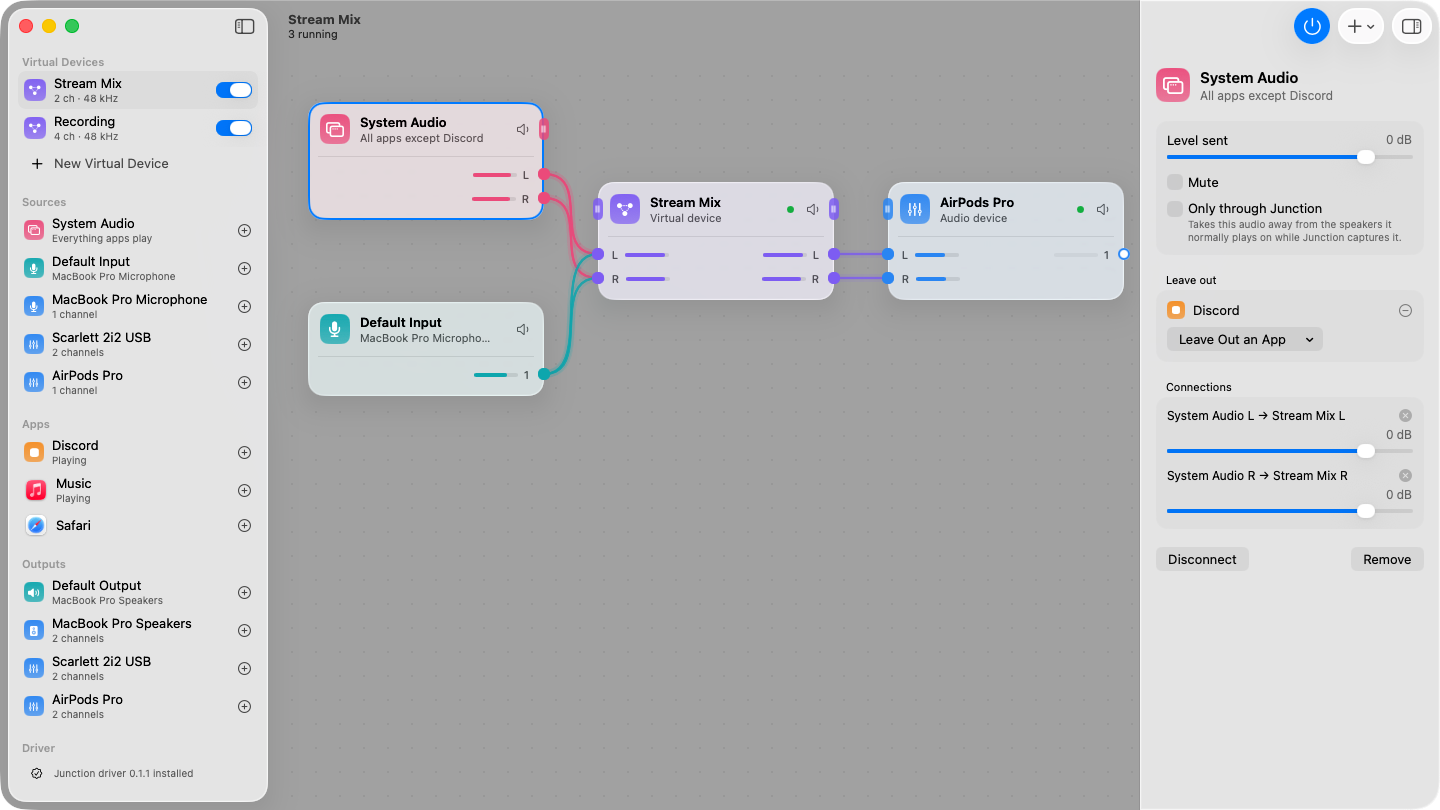 Stream Mix
3 running
Virtual Devices
Stream Mix
2 ch · 48 kHz
Recording
4 ch · 48 kHz
New Virtual Device
Sources
System Audio
Everything apps play
Default Input
MacBook Pro Microphone
MacBook Pro Microphone
1 channel
Scarlett 2i2 USB
2 channels
AirPods Pro
1 channel
Apps
Discord
Playing
Music
Playing
Safari
Outputs
Default Output
MacBook Pro Speakers
MacBook Pro Speakers
2 channels
Scarlett 2i2 USB
2 channels
AirPods Pro
2 channels
Driver
Junction driver 0.1.1 installed
System Audio
All apps except Discord
L
R
Default Input
MacBook Pro Micropho...
1
Stream Mix
Virtual device
L L
R R
AirPods Pro
Audio device
L 1
R
System Audio
All apps except Discord
Level sent 0 dB
Mute
Only through Junction
Takes this audio away from the speakers it
normally plays on while Junction captures it.
Leave out
Discord
Leave Out an App
Connections
System Audio L → Stream Mix L
0 dB
System Audio R → Stream Mix R
0 dB
Disconnect Remove